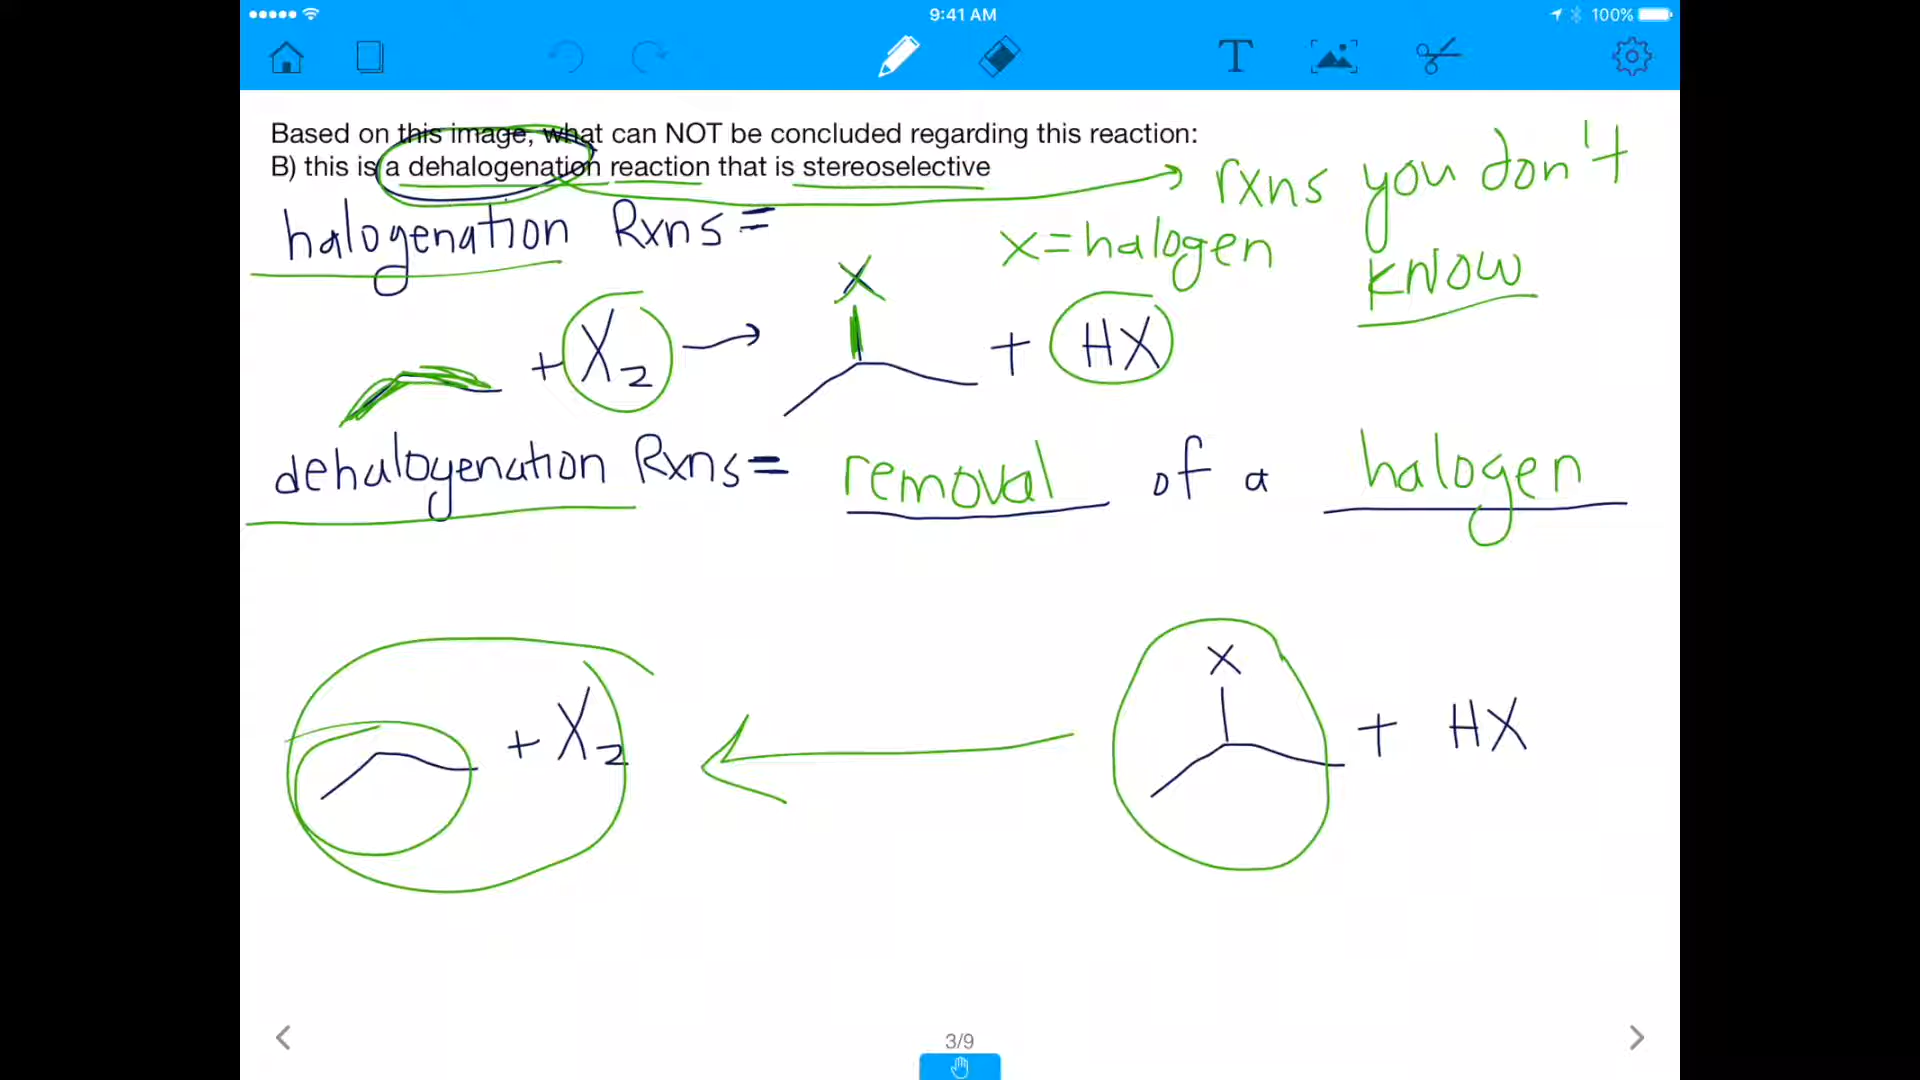 9:41 AM
100%
T
Based on this image, what can NOT be concluded regarding this reaction:
B) this is a dehalogenation reaction that is stereoselective
rxns you don't
know
halogenation Rxns =
x = halogen
X
+ X2 → + HX
dehalogenation Rxns = removal of a halogen
X
+ X2 ← + HX
3/9